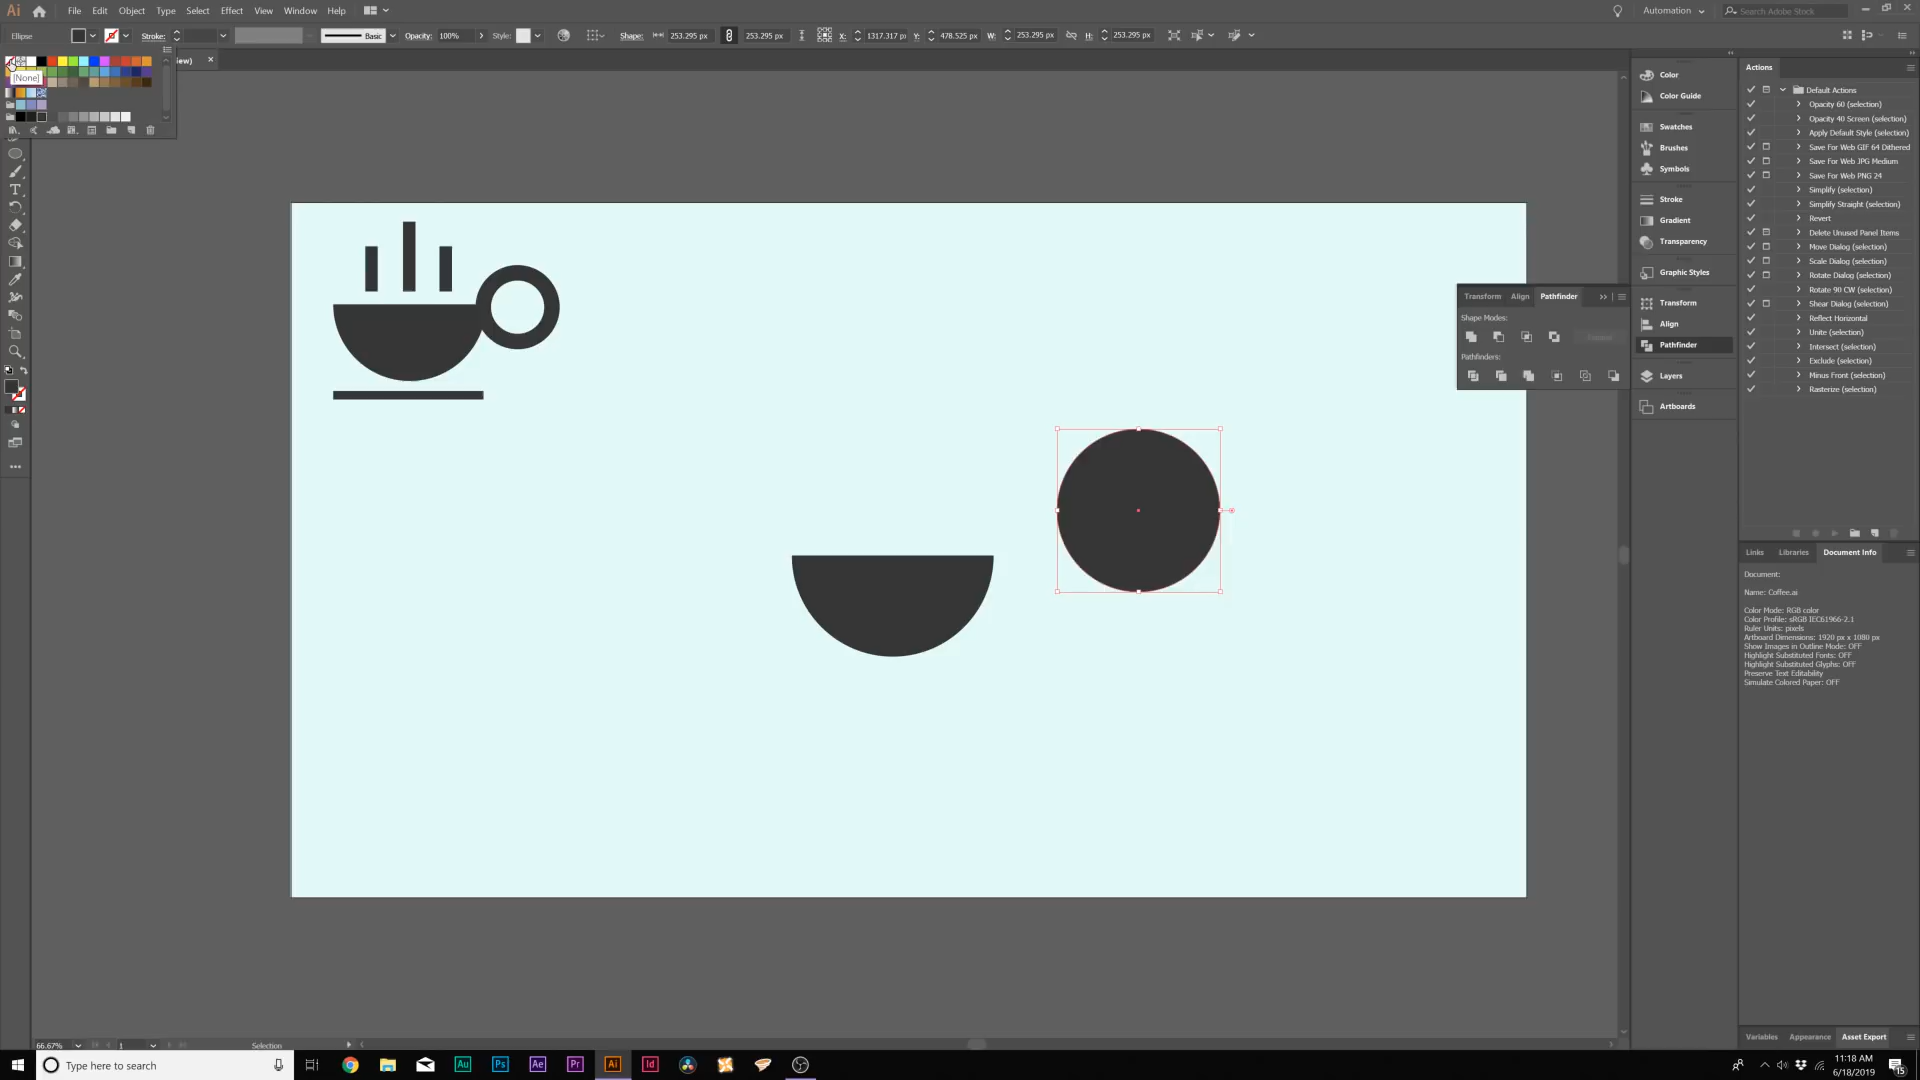 Ai File Edit Object Type Select Effect View Window Help Automation Search Adobe Stock
Ellipse Stroke: Basic Opacity: 100% Style: Shape: 253.295 px 253.295 px X: 1317.317 px Y: 478.525 px W: 253.295 px H: 253.295 px
[None]
Color
Color Guide
Swatches
Brushes
Symbols
Stroke
Gradient
Transparency
Graphic Styles
Transform
Align
Pathfinder
Layers
Artboards
Transform Align Pathfinder
Shape Modes:
Pathfinders:
Actions
Default Actions
Opacity 60 (selection)
Opacity 40 Screen (selection)
Apply Default Style (selection)
Save For Web GIF 64 Dithered
Save For Web JPG Medium
Save For Web PNG 24
Simplify (selection)
Simplify Straight (selection)
Revert
Delete Unused Panel Items
Move Dialog (selection)
Scale Dialog (selection)
Rotate Dialog (selection)
Rotate 90 CW (selection)
Shear Dialog (selection)
Reflect Horizontal
Unite (selection)
Intersect (selection)
Exclude (selection)
Minus Front (selection)
Rasterize (selection)
Links Libraries Document Info
Document:
Name: Coffee.ai
Color Mode: RGB color
Color Profile: sRGB IEC61966-2.1
Ruler Units: pixels
Artboard Dimensions: 1920 px x 1080 px
Show Images in Outline Mode: OFF
Highlight Substituted Fonts: OFF
Highlight Substituted Glyphs: OFF
Preserve Text Editability
Simulate Colored Paper: OFF
Variables Appearance Asset Export
66.67% 1 Selection
Type here to search
Au Ps Ae Pr Ai Id
11:18 AM
6/18/2019
15